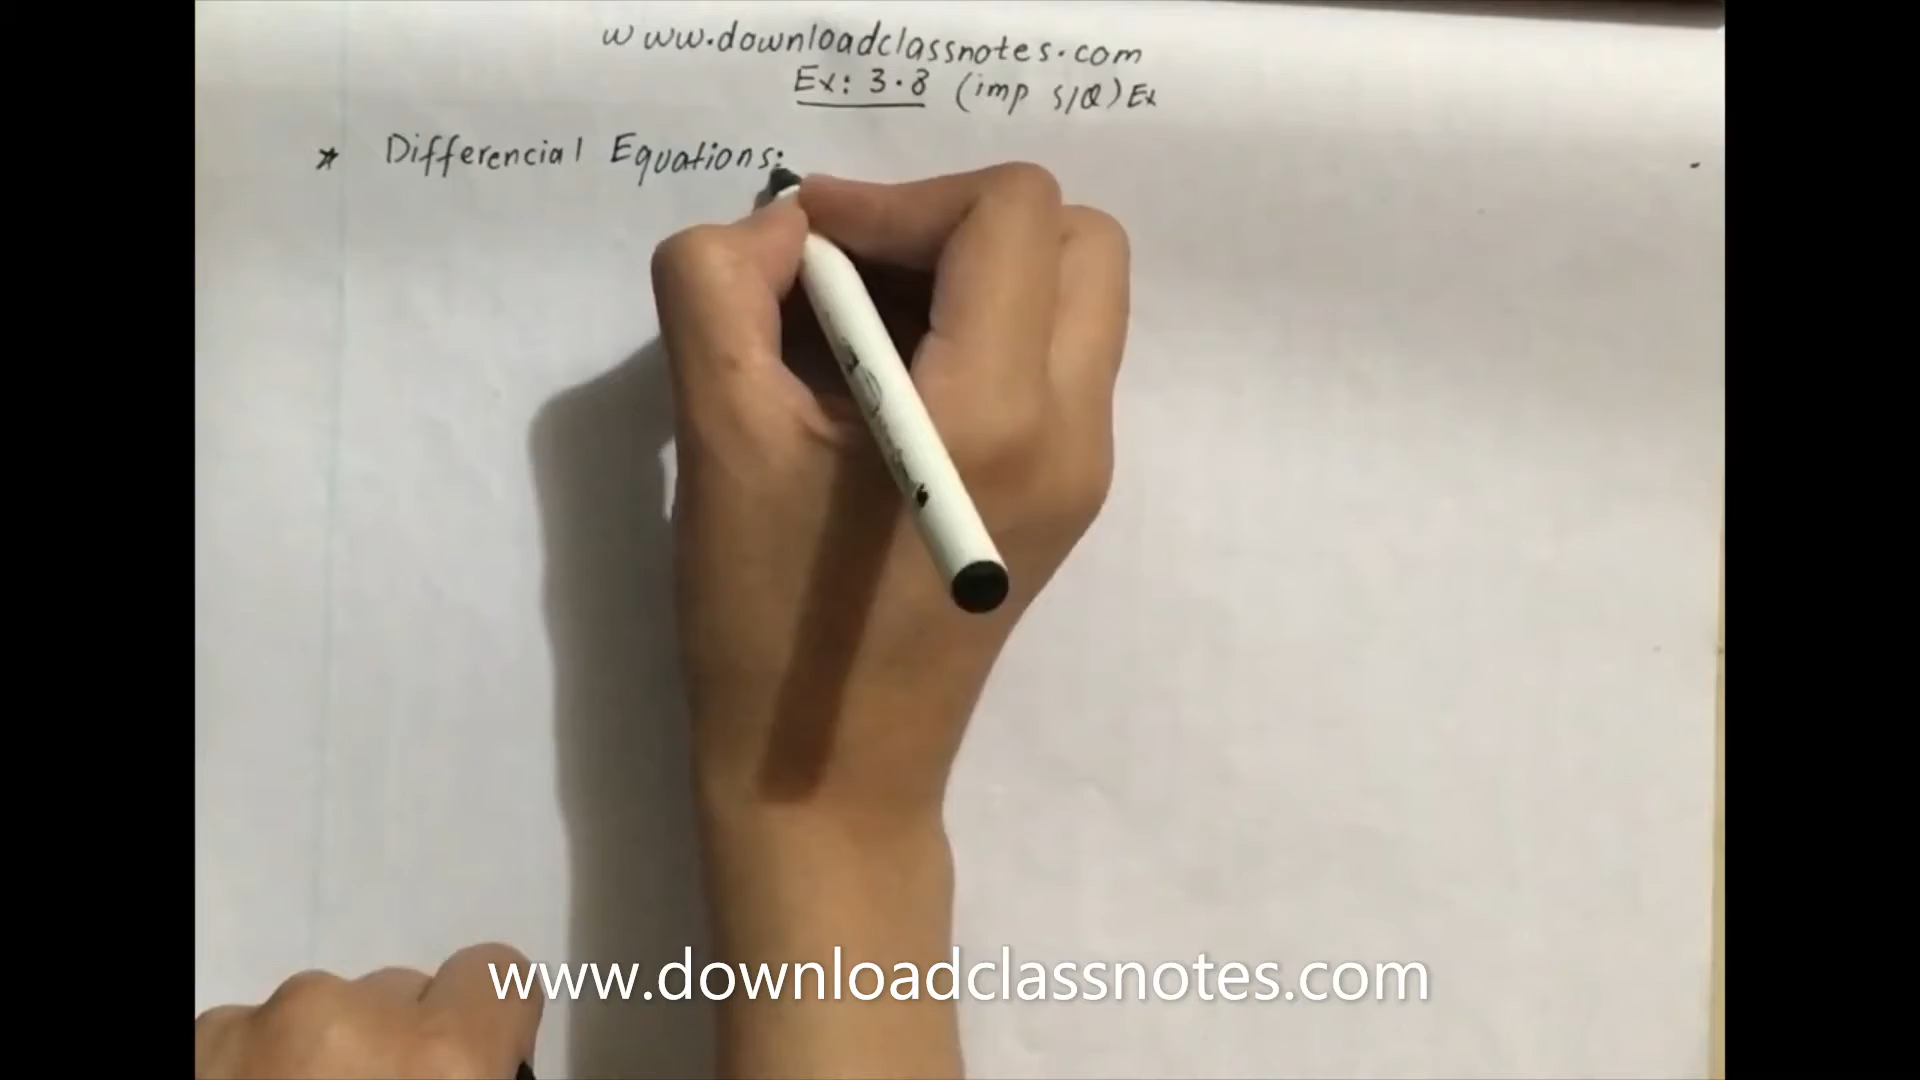 www.downloadclassnotes.com
Ex: 3.8 (imp S/Q) Ex
* Differencial Equations:
www.downloadclassnotes.com